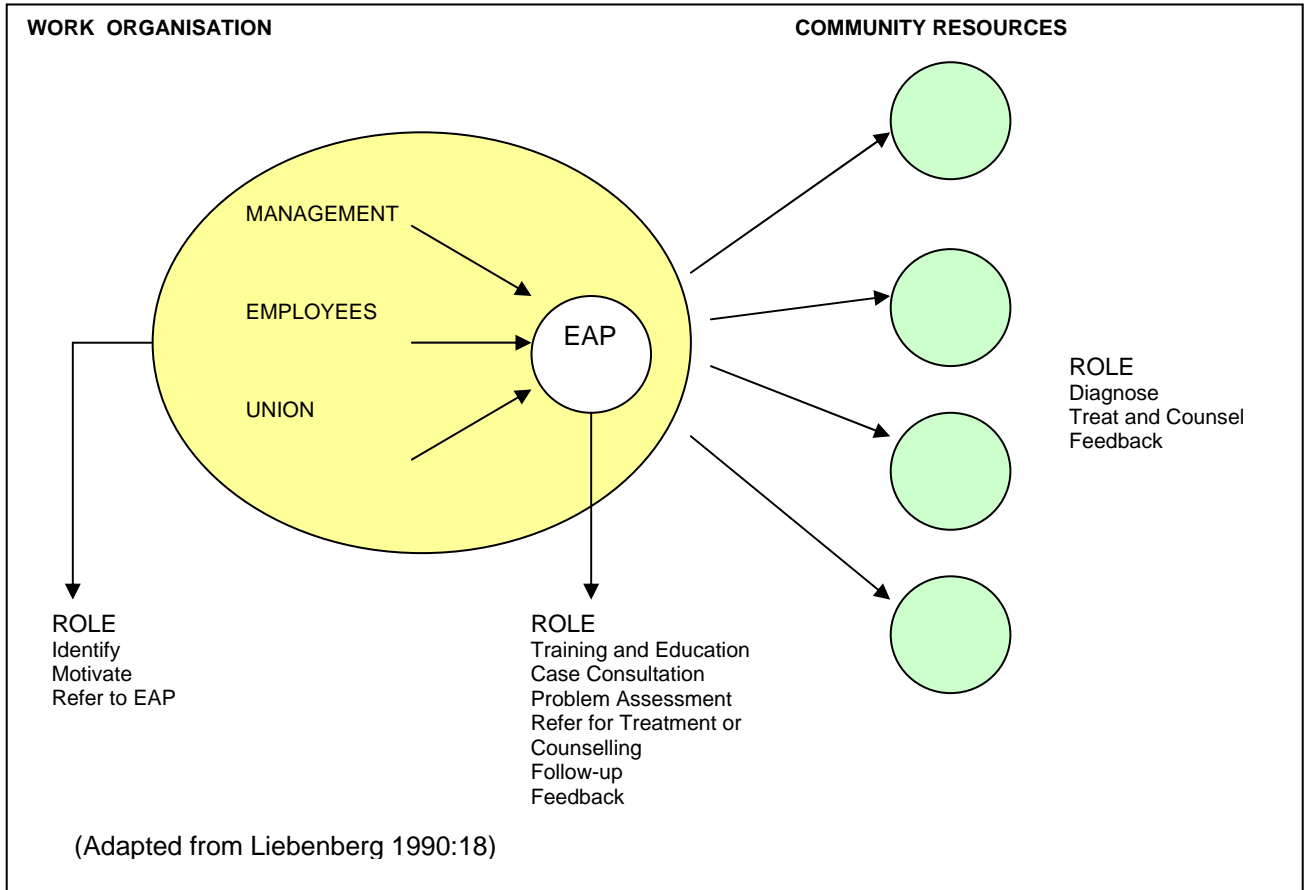 WORK ORGANISATION
COMMUNITY RESOURCES
MANAGEMENT
EMPLOYEES
UNION
EAP
ROLE
Diagnose
Treat and Counsel
Feedback
ROLE
Identify
Motivate
Refer to EAP
ROLE
Training and Education
Case Consultation
Problem Assessment
Refer for Treatment or
Counselling
Follow-up
Feedback
(Adapted from Liebenberg 1990:18)